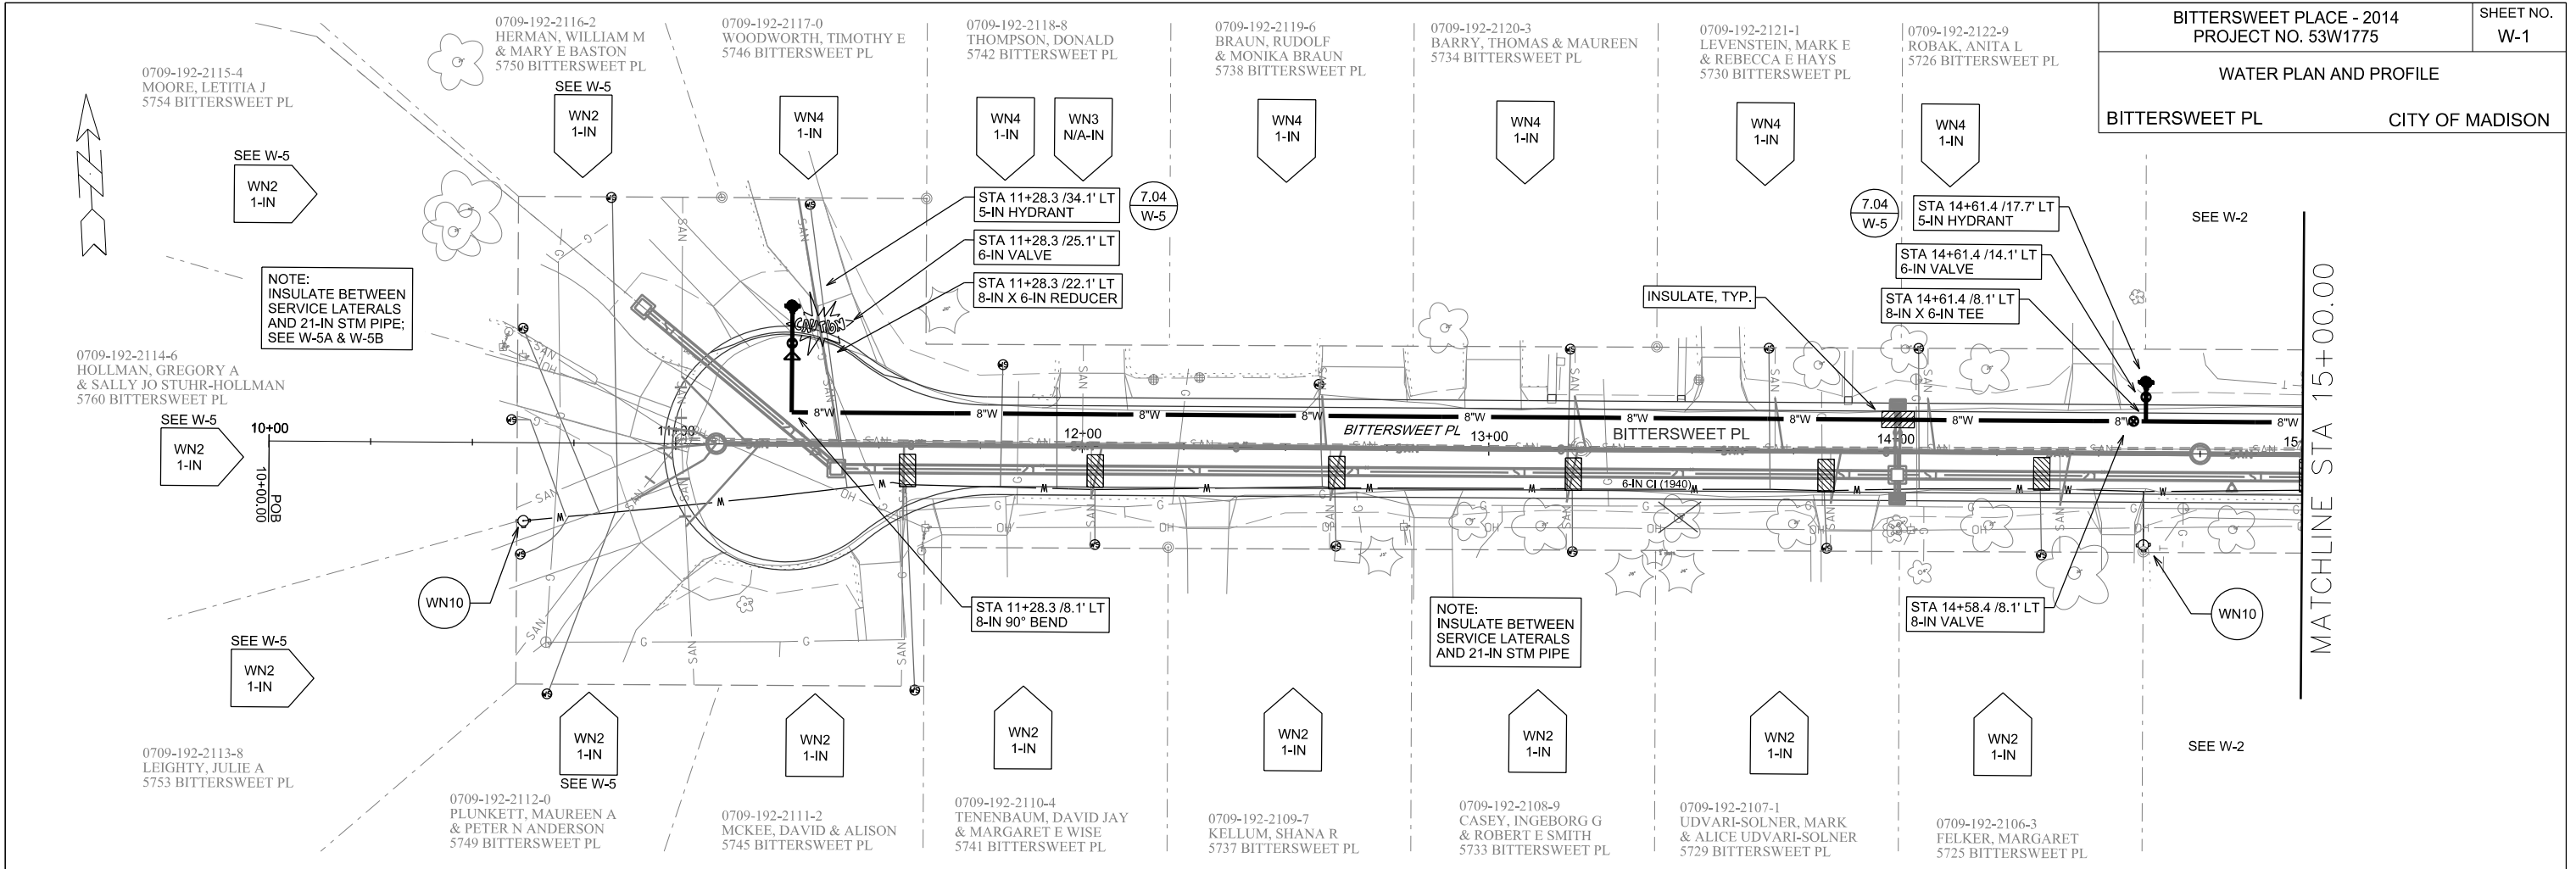 BITTERSWEET PLACE - 2014
PROJECT NO. 53W1775
SHEET NO.
W-1
WATER PLAN AND PROFILE
BITTERSWEET PL
CITY OF MADISON
0709-192-2115-4
MOORE, LETITIA J
5754 BITTERSWEET PL
0709-192-2116-2
HERMAN, WILLIAM M
& MARY E BASTON
5750 BITTERSWEET PL
SEE W-5
WN2
1-IN
0709-192-2117-0
WOODWORTH, TIMOTHY E
5746 BITTERSWEET PL
WN4
1-IN
0709-192-2118-8
THOMPSON, DONALD
5742 BITTERSWEET PL
WN4
1-IN
WN3
N/A-IN
0709-192-2119-6
BRAUN, RUDOLF
& MONIKA BRAUN
5738 BITTERSWEET PL
WN4
1-IN
0709-192-2120-3
BARRY, THOMAS & MAUREEN
5734 BITTERSWEET PL
WN4
1-IN
0709-192-2121-1
LEVENSTEIN, MARK E
& REBECCA E HAYS
5730 BITTERSWEET PL
WN4
1-IN
0709-192-2122-9
ROBAK, ANITA L
5726 BITTERSWEET PL
WN4
1-IN
SEE W-5
WN2
1-IN
STA 11+28.3 /34.1' LT
5-IN HYDRANT
7.04
W-5
STA 11+28.3 /25.1' LT
6-IN VALVE
STA 11+28.3 /22.1' LT
8-IN X 6-IN REDUCER
CAUTION
7.04
W-5
STA 14+61.4 /17.7' LT
5-IN HYDRANT
STA 14+61.4 /14.1' LT
6-IN VALVE
STA 14+61.4 /8.1' LT
8-IN X 6-IN TEE
SEE W-2
INSULATE, TYP.
MATCHLINE STA 15+00.00
NOTE:
INSULATE BETWEEN
SERVICE LATERALS
AND 21-IN STM PIPE;
SEE W-5A & W-5B
0709-192-2114-6
HOLLMAN, GREGORY A
& SALLY JO STUHR-HOLLMAN
5760 BITTERSWEET PL
SEE W-5
WN2
1-IN
10+00
POB
10+00.00
11+00
12+00
13+00
14+00
15
8"W 8"W 8"W 8"W 8"W 8"W 8"W 8"W 8"W 8"W
BITTERSWEET PL
BITTERSWEET PL
6-IN CI (1940)
WN10
STA 11+28.3 /8.1' LT
8-IN 90° BEND
NOTE:
INSULATE BETWEEN
SERVICE LATERALS
AND 21-IN STM PIPE
STA 14+58.4 /8.1' LT
8-IN VALVE
WN10
SEE W-5
WN2
1-IN
0709-192-2113-8
LEIGHTY, JULIE A
5753 BITTERSWEET PL
WN2
1-IN
SEE W-5
0709-192-2112-0
PLUNKETT, MAUREEN A
& PETER N ANDERSON
5749 BITTERSWEET PL
WN2
1-IN
0709-192-2111-2
MCKEE, DAVID & ALISON
5745 BITTERSWEET PL
WN2
1-IN
0709-192-2110-4
TENENBAUM, DAVID JAY
& MARGARET E WISE
5741 BITTERSWEET PL
WN2
1-IN
0709-192-2109-7
KELLUM, SHANA R
5737 BITTERSWEET PL
WN2
1-IN
0709-192-2108-9
CASEY, INGEBORG G
& ROBERT E SMITH
5733 BITTERSWEET PL
WN2
1-IN
0709-192-2107-1
UDVARI-SOLNER, MARK
& ALICE UDVARI-SOLNER
5729 BITTERSWEET PL
WN2
1-IN
0709-192-2106-3
FELKER, MARGARET
5725 BITTERSWEET PL
SEE W-2